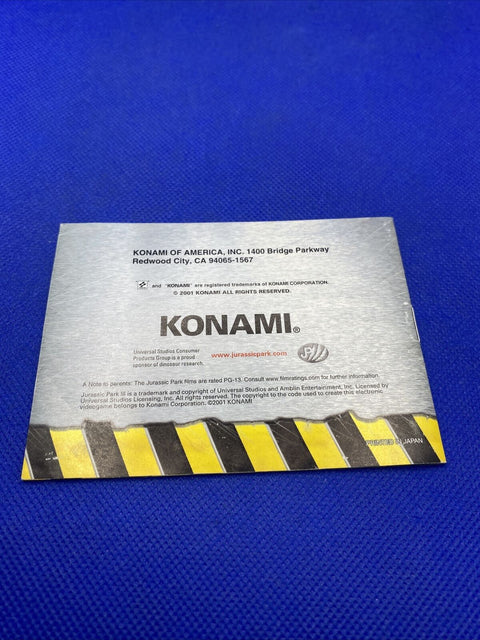 KONAMI OF AMERICA, INC. 1400 Bridge Parkway
Redwood City, CA 94065-1567
and "KONAMI" are registered trademarks of KONAMI CORPORATION.
© 2001 KONAMI ALL RIGHTS RESERVED.
KONAMI®
Universal Studios Consumer
Products Group is a proud
sponsor of dinosaur research.
www.jurassicpark.com
A Note to parents: The Jurassic Park films are rated PG-13. Consult www.filmratings.com for further information.
Jurassic Park III is a trademark and copyright of Universal Studios and Amblin Entertainment, Inc. Licensed by
Universal Studios Licensing, Inc. All rights reserved. The copyright to the code used to create this electronic
videogame belongs to Konami Corporation. ©2001 KONAMI
PRINTED IN JAPAN